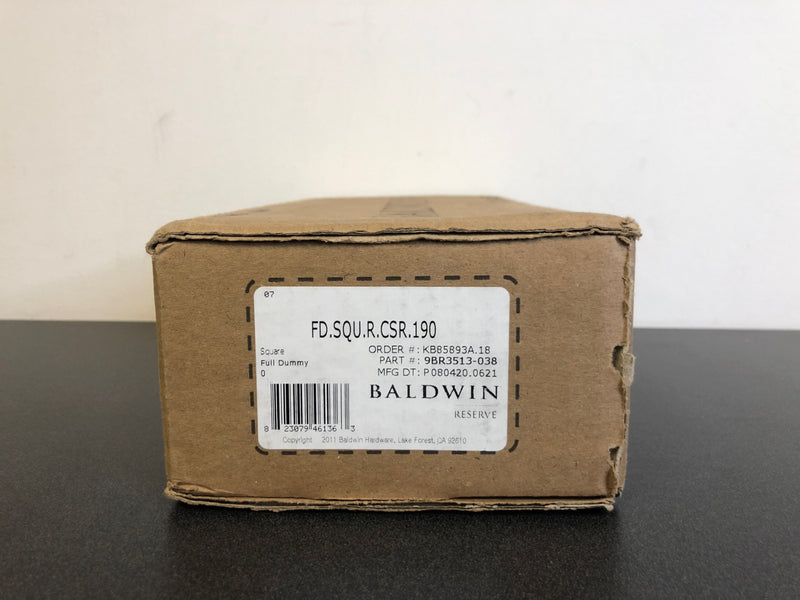 07
FD.SQU.R.CSR.190
Square
Full Dummy
0
ORDER #: KB85893A.18
PART #: 9BR3513-038
MFG DT: P080420.0621
BALDWIN
RESERVE
8 23079 46136 3
Copyright 2011 Baldwin Hardware, Lake Forest, CA 92610